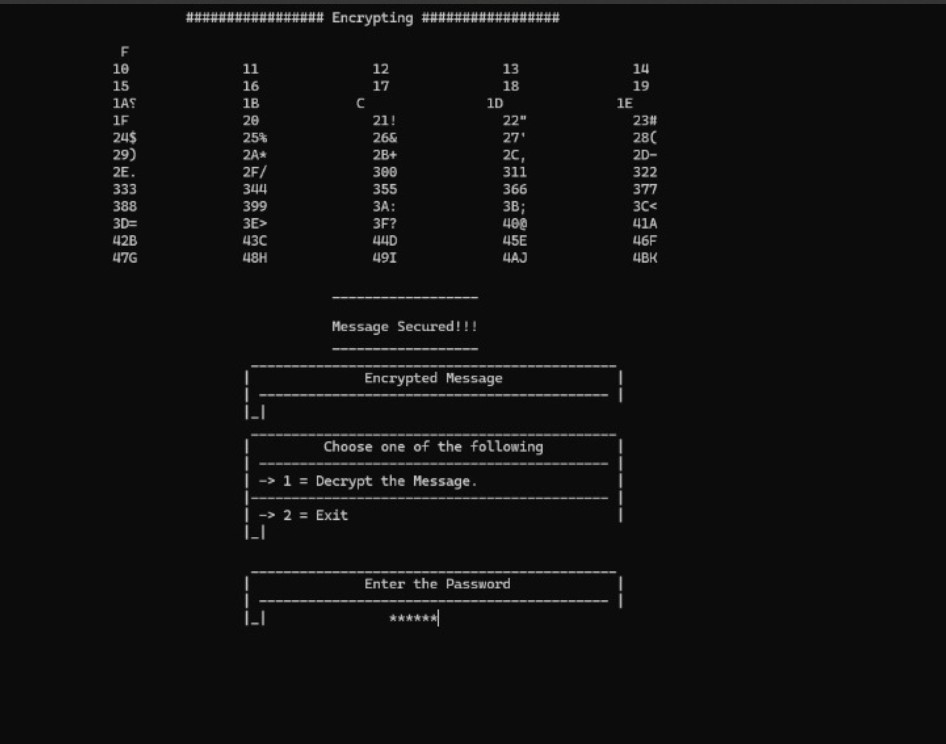 ################# Encrypting #################
F
10 11 12 13 14
15 16 17 18 19
1A 1B C 1D 1E
1F 20 21! 22" 23#
24$ 25% 26& 27' 28(
29) 2A* 2B+ 2C, 2D-
2E. 2F/ 300 311 322
333 344 355 366 377
388 399 3A: 3B; 3C<
3D= 3E> 3F? 40@ 41A
42B 43C 44D 45E 46F
47G 48H 49I 4AJ 4BK
------------------
Message Secured!!!
------------------
Encrypted Message
|_|
Choose one of the following
-> 1 = Decrypt the Message.
-> 2 = Exit
|_|
Enter the Password
|_| ******